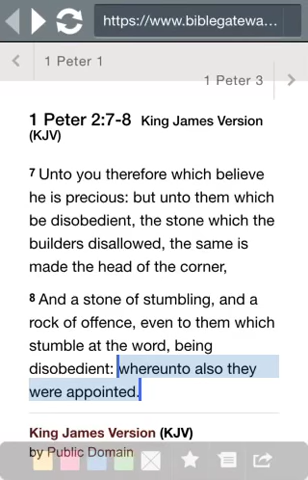 https://www.biblegatewa...
1 Peter 1
1 Peter 3
1 Peter 2:7-8 King James Version
(KJV)
7 Unto you therefore which believe
he is precious: but unto them which
be disobedient, the stone which the
builders disallowed, the same is
made the head of the corner,
8 And a stone of stumbling, and a
rock of offence, even to them which
stumble at the word, being
disobedient: whereunto also they
were appointed.
King James Version (KJV)
by Public Domain